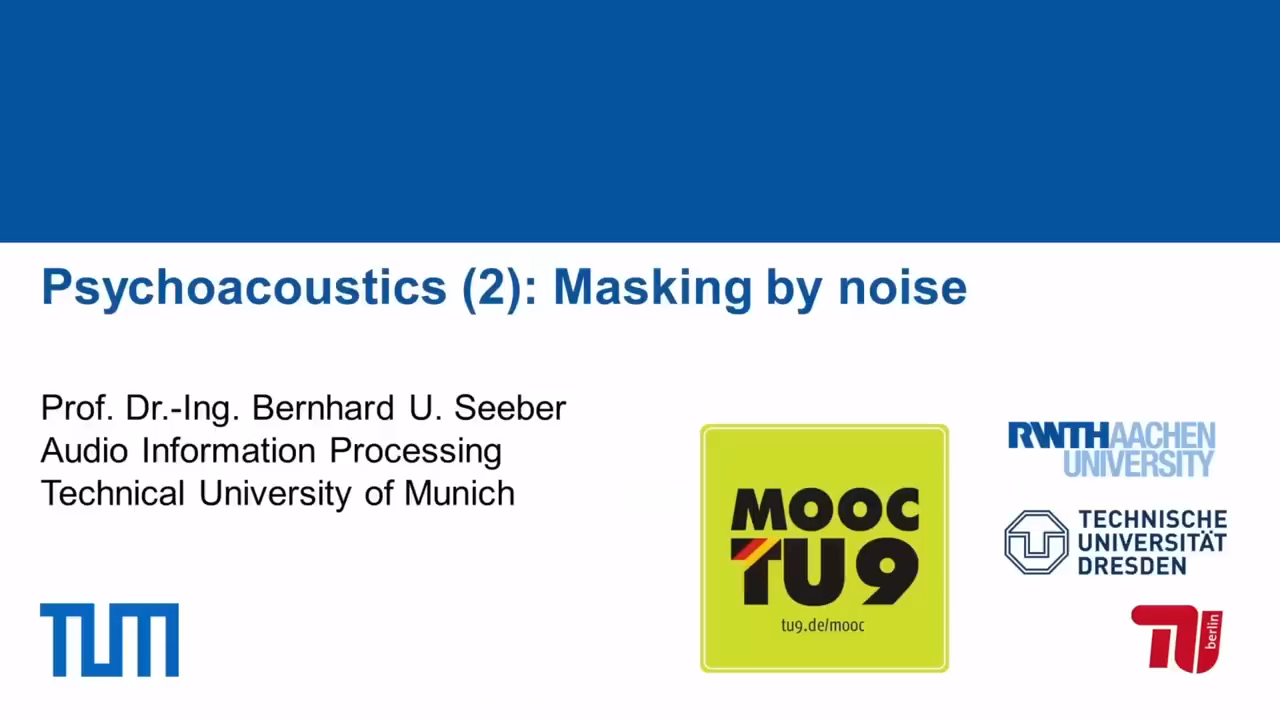 Psychoacoustics (2): Masking by noise
Prof. Dr.-Ing. Bernhard U. Seeber
Audio Information Processing
Technical University of Munich
TUM
MOOC
TU9
tu9.de/mooc
RWTHAACHEN
UNIVERSITY
TECHNISCHE
UNIVERSITÄT
DRESDEN
TU
berlin